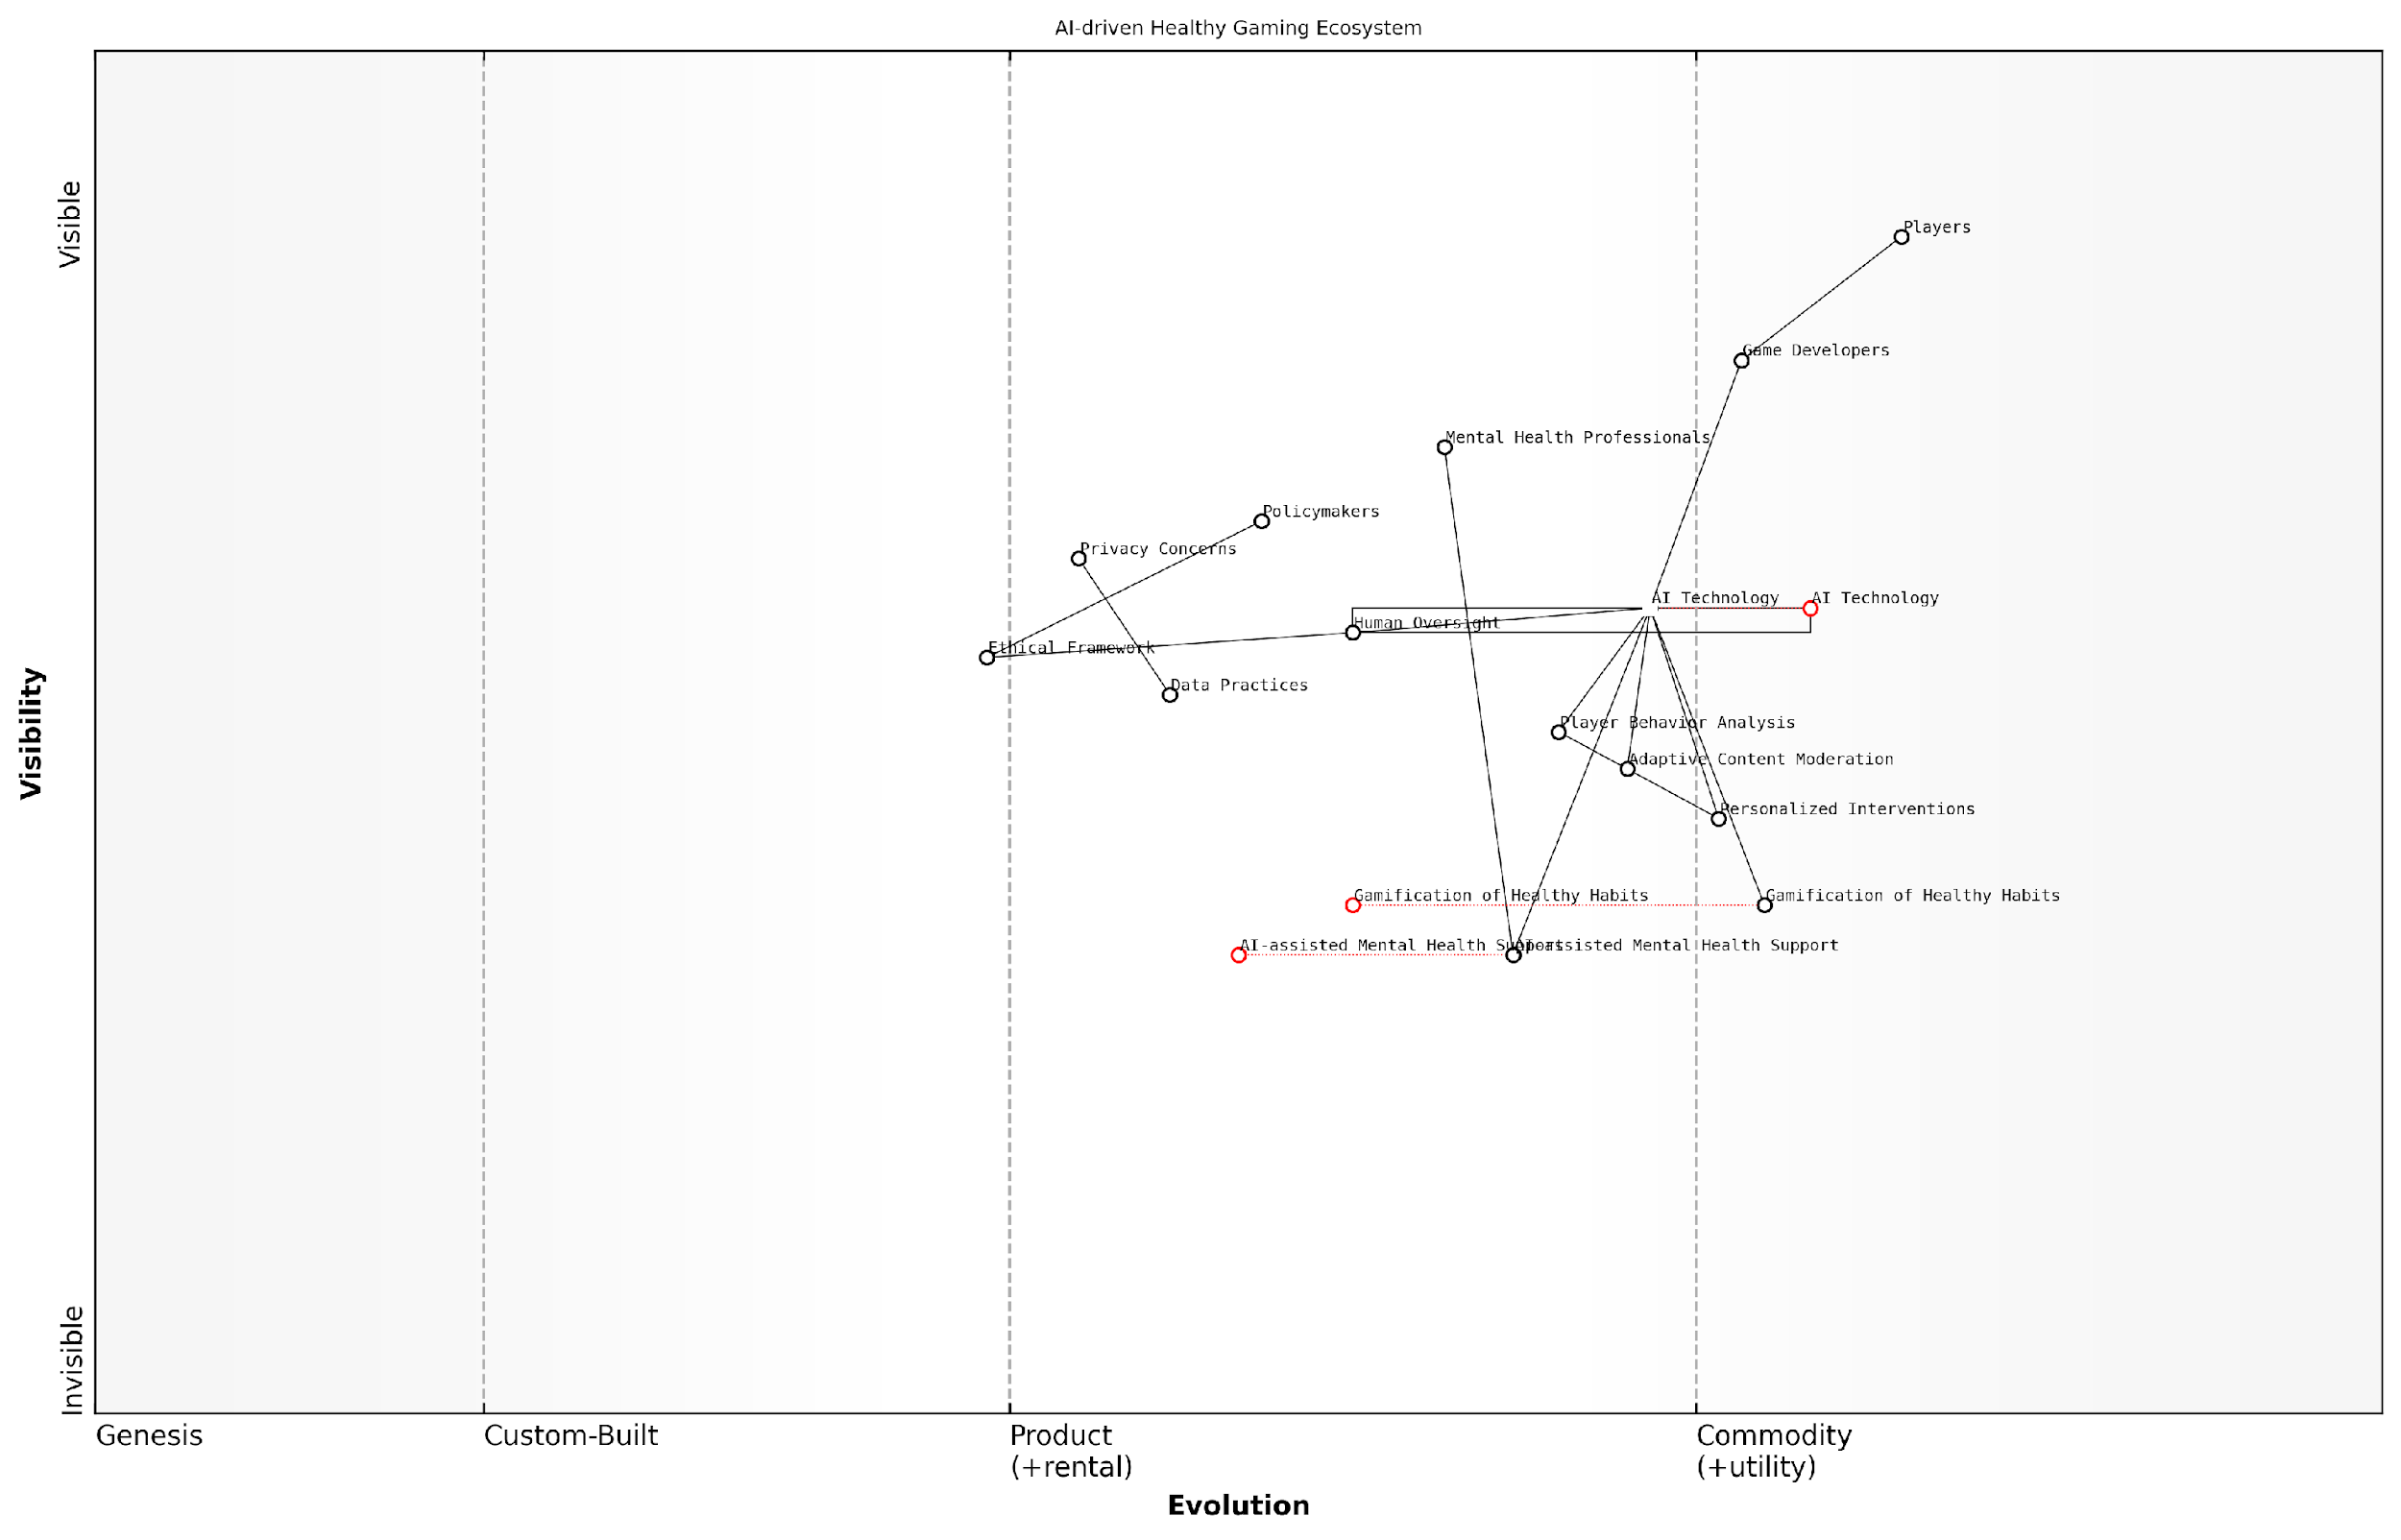 AI-driven Healthy Gaming Ecosystem
Visible
Players
Game Developers
Mental Health Professionals
Policymakers
Privacy Concerns
AI Technology
AI Technology
Human Oversight
Ethical Framework
Data Practices
Player Behavior Analysis
Adaptive Content Moderation
Personalized Interventions
Gamification of Healthy Habits
Gamification of Healthy Habits
AI-assisted Mental Health Support
AI-assisted Mental Health Support
Visibility
Invisible
Genesis
Custom-Built
Product
(+rental)
Commodity
(+utility)
Evolution